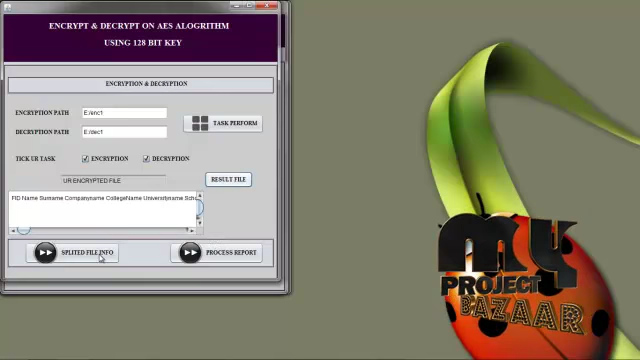 ENCRYPT & DECRYPT ON AES ALOGRITHM
USING 128 BIT KEY
ENCRYPTION & DECRYPTION
ENCRYPTION PATH E:/enc1
DECRYPTION PATH E:/dec1
TASK PERFORM
TICK UR TASK ENCRYPTION DECRYPTION
UR ENCRYPTED FILE
RESULT FILE
FID Name Surname Companyname CollegeName Universityname Sch
SPLITED FILE INFO
PROCESS REPORT
MY
PROJECT
BAZAAR